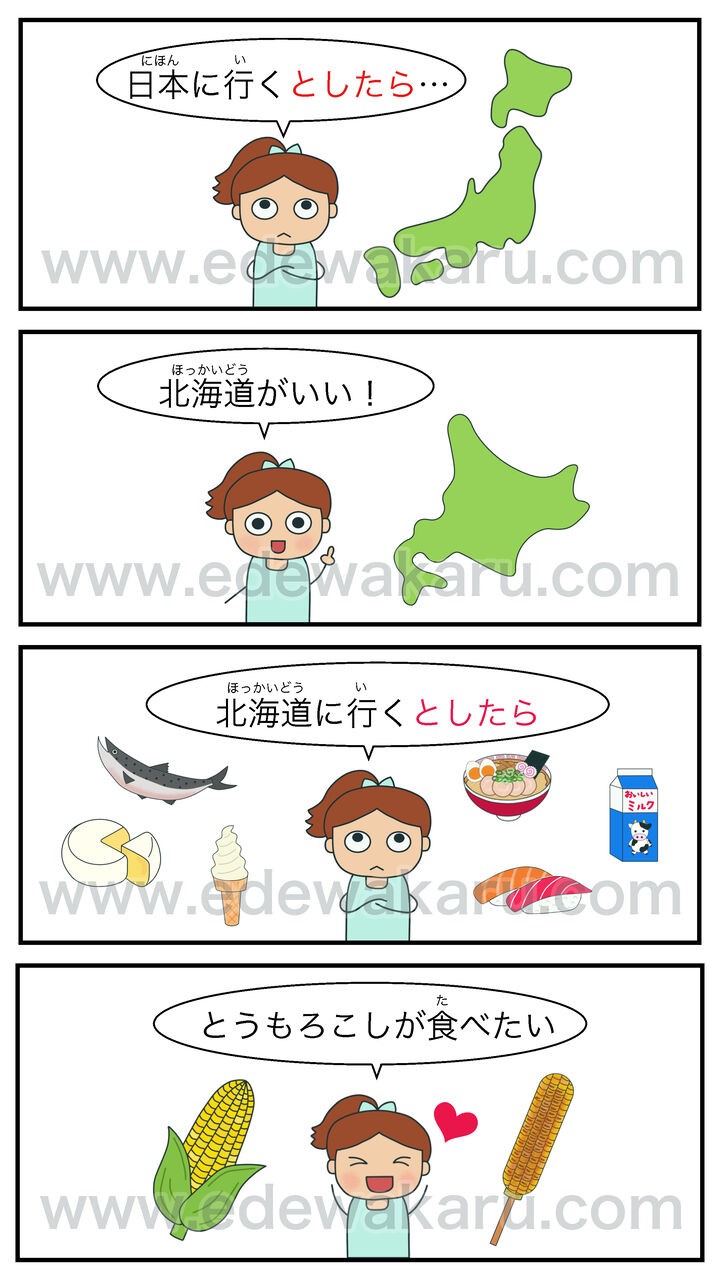 にほん い
日本に行くとしたら…
www.edewakaru.com
ほっかいどう
北海道がいい！
www.edewakaru.com
ほっかいどう い
北海道に行くとしたら
おいしい
ミルク
www.edewakaru.com
た
とうもろこしが食べたい
www.edewakaru.com